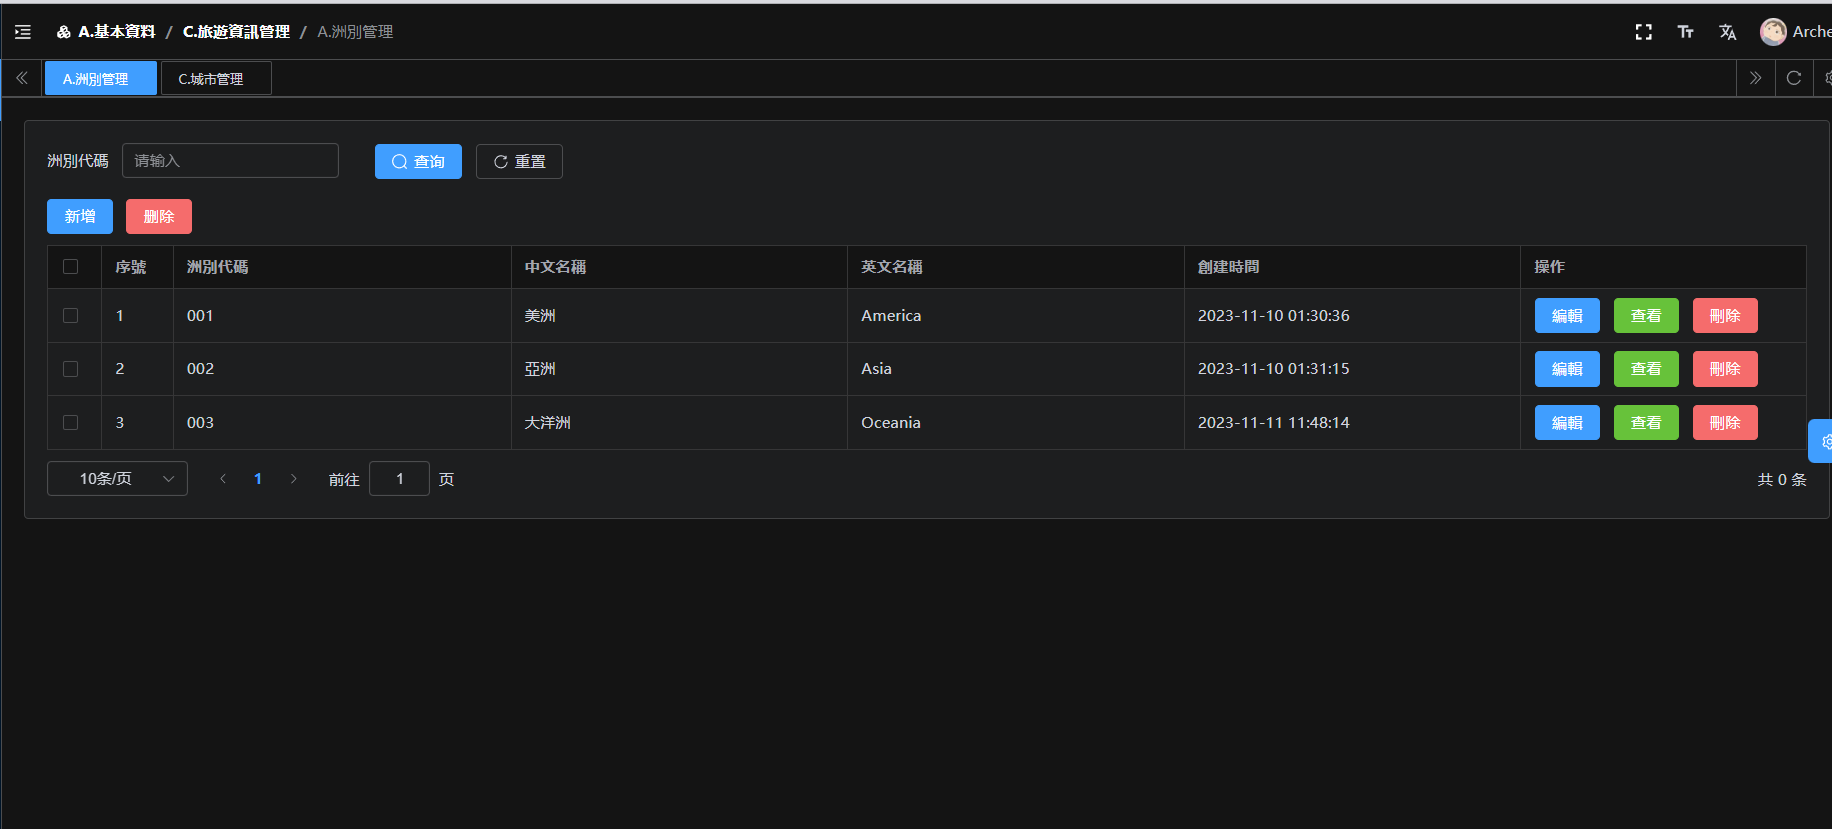 A.基本資料 / C.旅遊資訊管理 / A.洲別管理 Arche
A.洲別管理 C.城市管理
洲別代碼 请输入 查询 重置
新增 删除
序號 洲別代碼 中文名稱 英文名稱 創建時間 操作
1 001 美洲 America 2023-11-10 01:30:36 編輯 查看 刪除
2 002 亞洲 Asia 2023-11-10 01:31:15 編輯 查看 刪除
3 003 大洋洲 Oceania 2023-11-11 11:48:14 編輯 查看 刪除
10条/页 1 前往 1 页 共 0 条